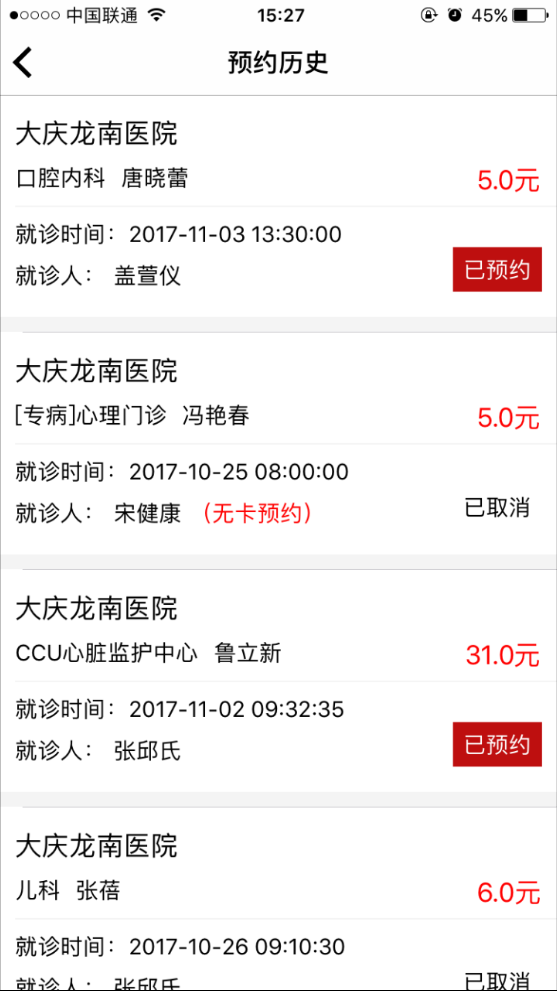 中国联通 15:27 45%
预约历史
大庆龙南医院
口腔内科 唐晓蕾 5.0元
就诊时间：2017-11-03 13:30:00
就诊人： 盖萱仪 已预约
大庆龙南医院
[专病]心理门诊 冯艳春 5.0元
就诊时间：2017-10-25 08:00:00
就诊人： 宋健康 （无卡预约） 已取消
大庆龙南医院
CCU心脏监护中心 鲁立新 31.0元
就诊时间：2017-11-02 09:32:35
就诊人： 张邱氏 已预约
大庆龙南医院
儿科 张蓓 6.0元
就诊时间：2017-10-26 09:10:30
就诊人： 张邱氏 已取消